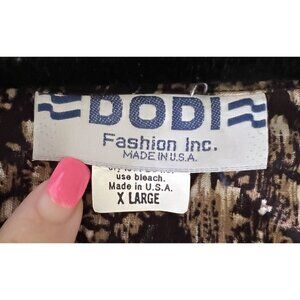 DODI
Fashion Inc.
MADE IN U.S.A.
use bleach.
Made in U.S.A.
X LARGE